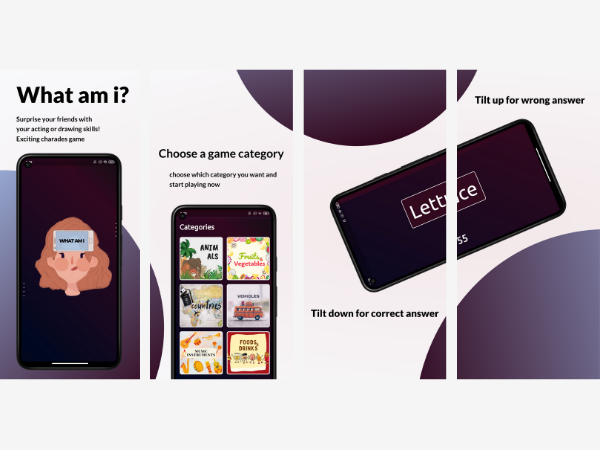 What am i?
Surprise your friends with
your acting or drawing skills!
Exciting charades game
WHAT AM I
Choose a game category
choose which category you want and
start playing now
Categories
ANIM
ALS
Fruits
Vegetables
countries
VEHICLES
MUSIC
INSTRUMENTS
FOODS,
DRINKS
Lettuce
55
Tilt down for correct answer
Tilt up for wrong answer